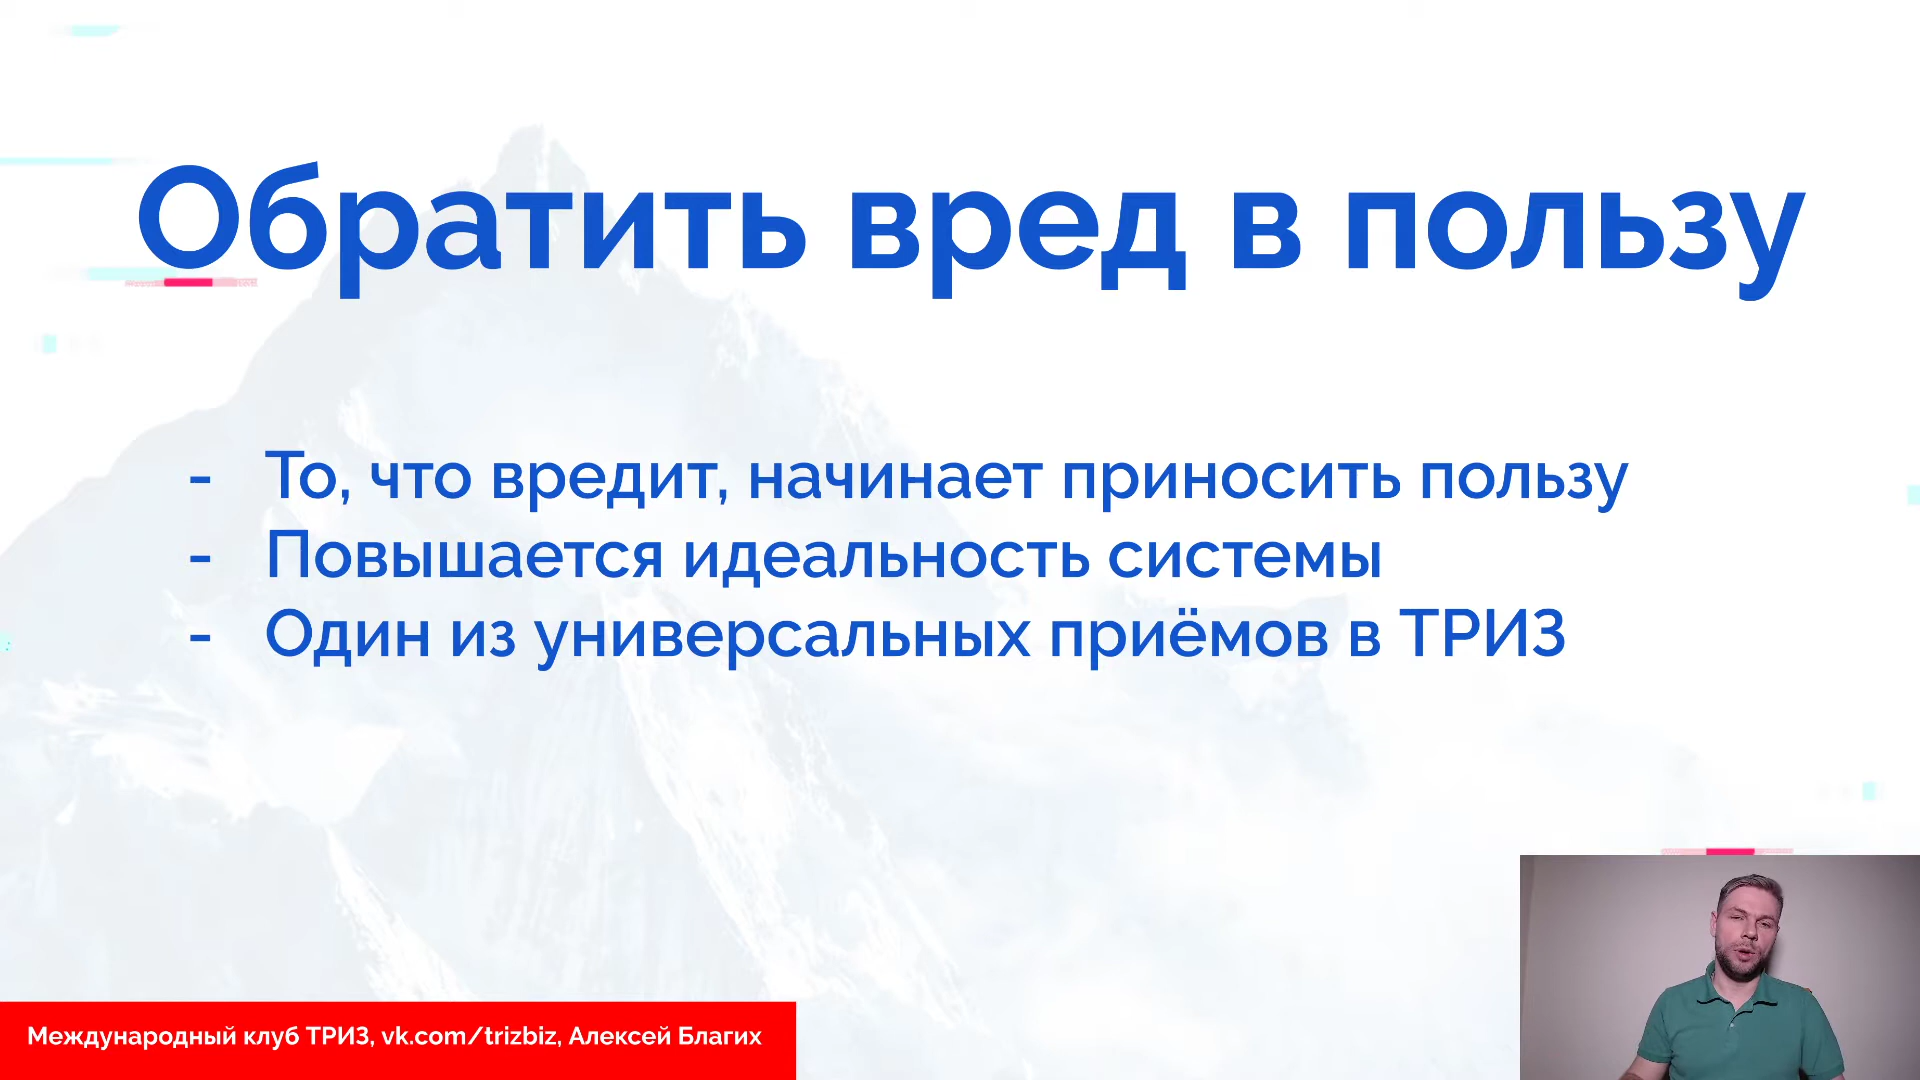 Обратить вред в пользу
- То, что вредит, начинает приносить пользу
- Повышается идеальность системы
- Один из универсальных приёмов в ТРИЗ
Международный клуб ТРИЗ, vk.com/trizbiz, Алексей Благих